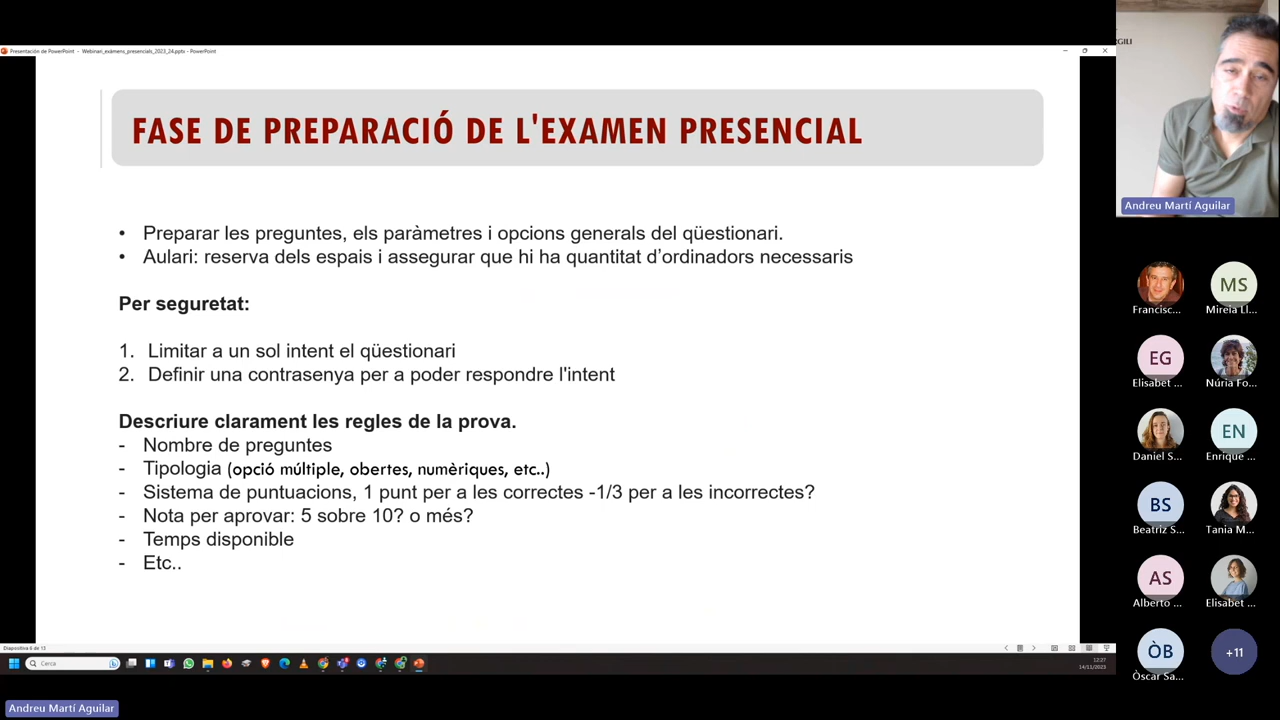 Presentación de PowerPoint - Webinari_exàmens_presencials_2023_24.pptx - PowerPoint
FASE DE PREPARACIÓ DE L'EXAMEN PRESENCIAL
• Preparar les preguntes, els paràmetres i opcions generals del qüestionari.
• Aulari: reserva dels espais i assegurar que hi ha quantitat d’ordinadors necessaris
Per seguretat:
1. Limitar a un sol intent el qüestionari
2. Definir una contrasenya per a poder respondre l'intent
Descriure clarament les regles de la prova.
- Nombre de preguntes
- Tipologia (opció múltiple, obertes, numèriques, etc..)
- Sistema de puntuacions, 1 punt per a les correctes -1/3 per a les incorrectes?
- Nota per aprovar: 5 sobre 10? o més?
- Temps disponible
- Etc..
Diapositiva 6 de 13
Cerca
12:27
14/11/2023
GILI
Andreu Martí Aguilar
Francisc...
MS
Mireia Ll...
EG
Elisabet ...
Núria Fo...
Daniel S...
EN
Enrique ...
BS
Beatriz S...
Tania M...
AS
Alberto ...
Elisabet ...
ÒB
Òscar Sa...
+11
Andreu Martí Aguilar